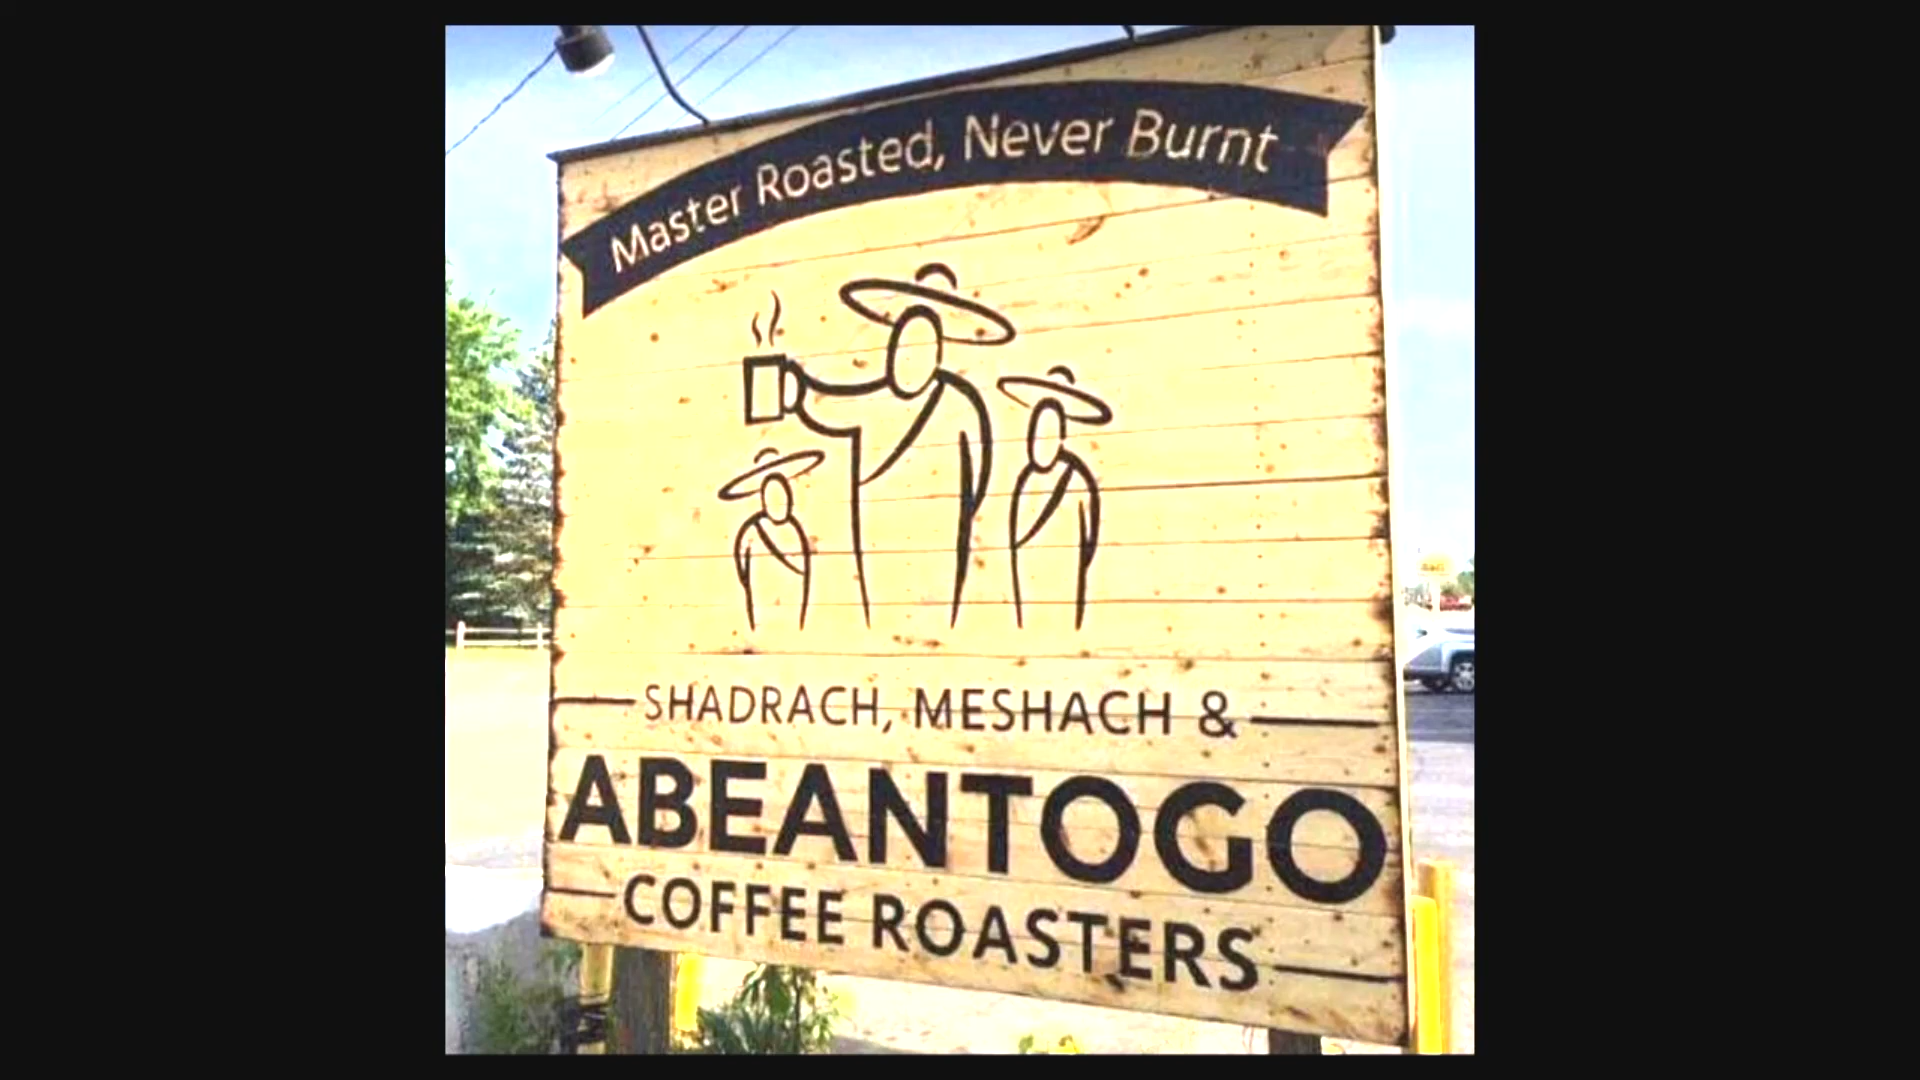 Master Roasted, Never Burnt
SHADRACH, MESHACH &
ABEANTOGO
COFFEE ROASTERS